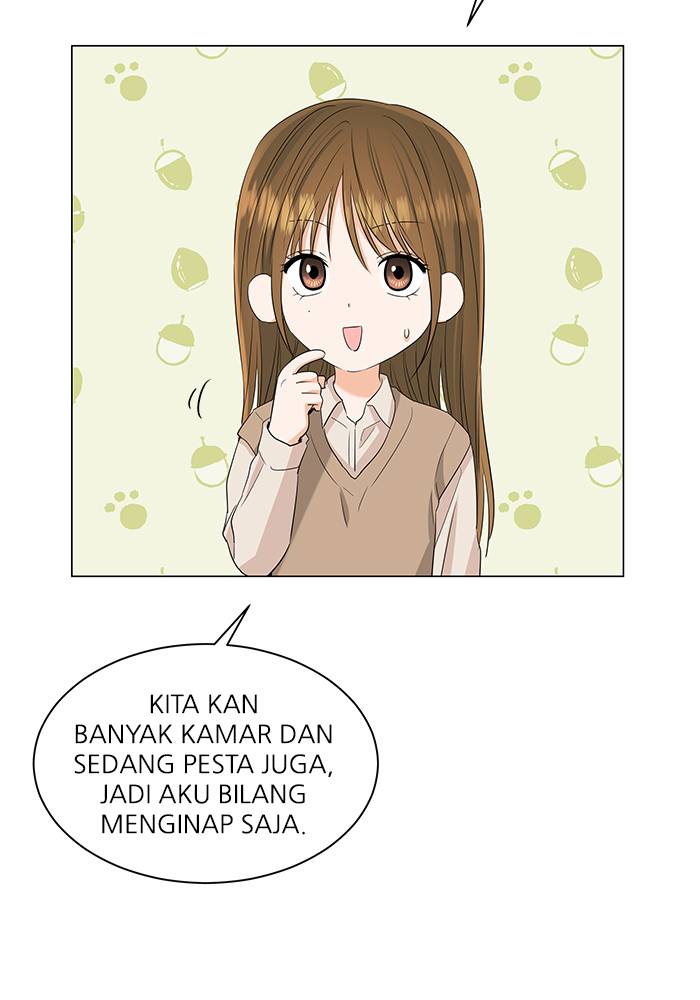 KITA KAN
BANYAK KAMAR DAN
SEDANG PESTA JUGA,
JADI AKU BILANG
MENGINAP SAJA.